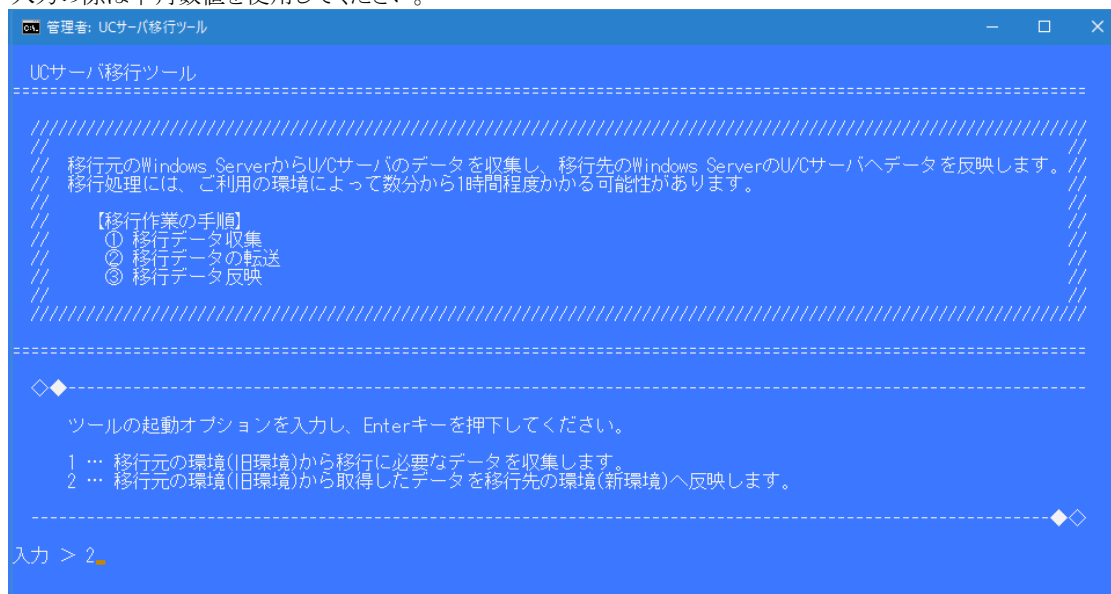 入力の際は半角数値を使用してください。
管理者: UCサーバ移行ツール
UCサーバ移行ツール
====================================================================================================================
//////////////////////////////////////////////////////////////////////////////////////////////////////////////////
// //
// 移行元のWindows ServerからU/Cサーバのデータを収集し、移行先のWindows ServerのU/Cサーバへデータを反映します。 //
// 移行処理には、ご利用の環境によって数分から1時間程度かかる可能性があります。 //
// //
// 【移行作業の手順】 //
// ① 移行データ収集 //
// ② 移行データの転送 //
// ③ 移行データ反映 //
// //
//////////////////////////////////////////////////////////////////////////////////////////////////////////////////
====================================================================================================================
◇◆--------------------------------------------------------------------------------------------------------------
ツールの起動オプションを入力し、Enterキーを押下してください。
1 … 移行元の環境(旧環境)から移行に必要なデータを収集します。
2 … 移行元の環境(旧環境)から取得したデータを移行先の環境(新環境)へ反映します。
--------------------------------------------------------------------------------------------------------------◆◇
入力 > 2